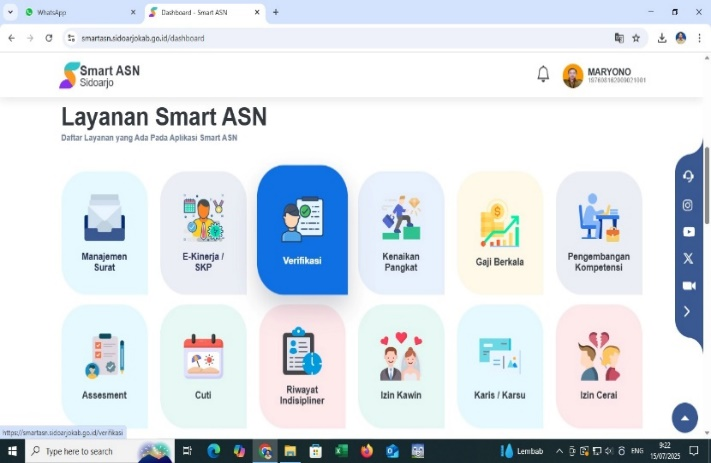 WhatsApp
Dashboard - Smart ASN
smartasn.sidoarjokab.go.id/dashboard
Smart ASN
Sidoarjo
MARYONO
Layanan Smart ASN
Daftar Layanan yang Ada Pada Aplikasi Smart ASN
Manajemen
Surat
E-Kinerja /
SKP
Verifikasi
Kenaikan
Pangkat
Gaji Berkala
Pengembangan
Kompetensi
Assesment
Cuti
Riwayat
Indisipliner
Izin Kawin
Karis / Karsu
Izin Cerai
https://smartasn.sidoarjokab.go.id/verifikasi
Type here to search
Lembab
ENG
9:22
15/07/2025